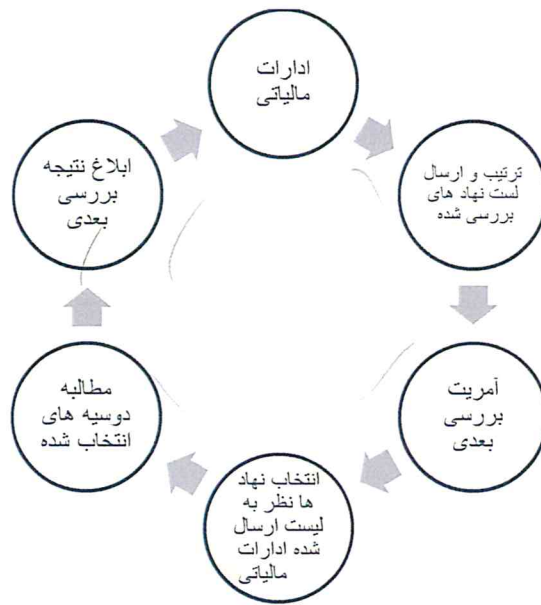 ادارات
مالیاتی
ترتیب و ارسال
لست نهاد های
بررسی شده
آمریت
بررسی
بعدی
انتخاب نهاد
ها نظر به
لیست ارسال
شده ادارات
مالیاتی
مطالبه
دوسیه های
انتخاب شده
ابلاغ نتیجه
بررسی
بعدی